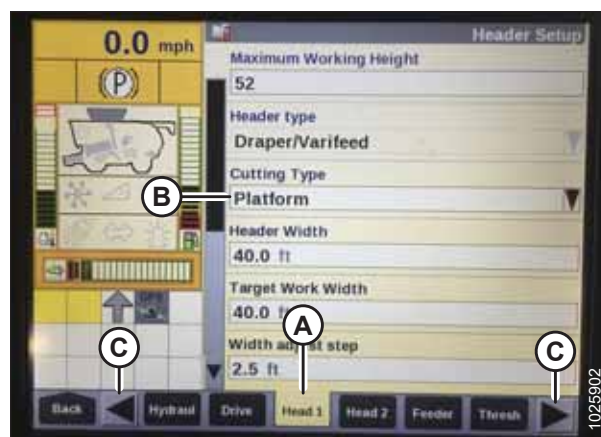 0.0 mph
Header Setup
(P)
Maximum Working Height
52
Header type
Draper/Varifeed
Cutting Type
B
Platform
Header Width
40.0 ft
Target Work Width
40.0
A
Width adjust step
C
C
2.5 ft
Back
Hydraul
Drive
Head 1
Head 2
Feeder
Thresh
1025902